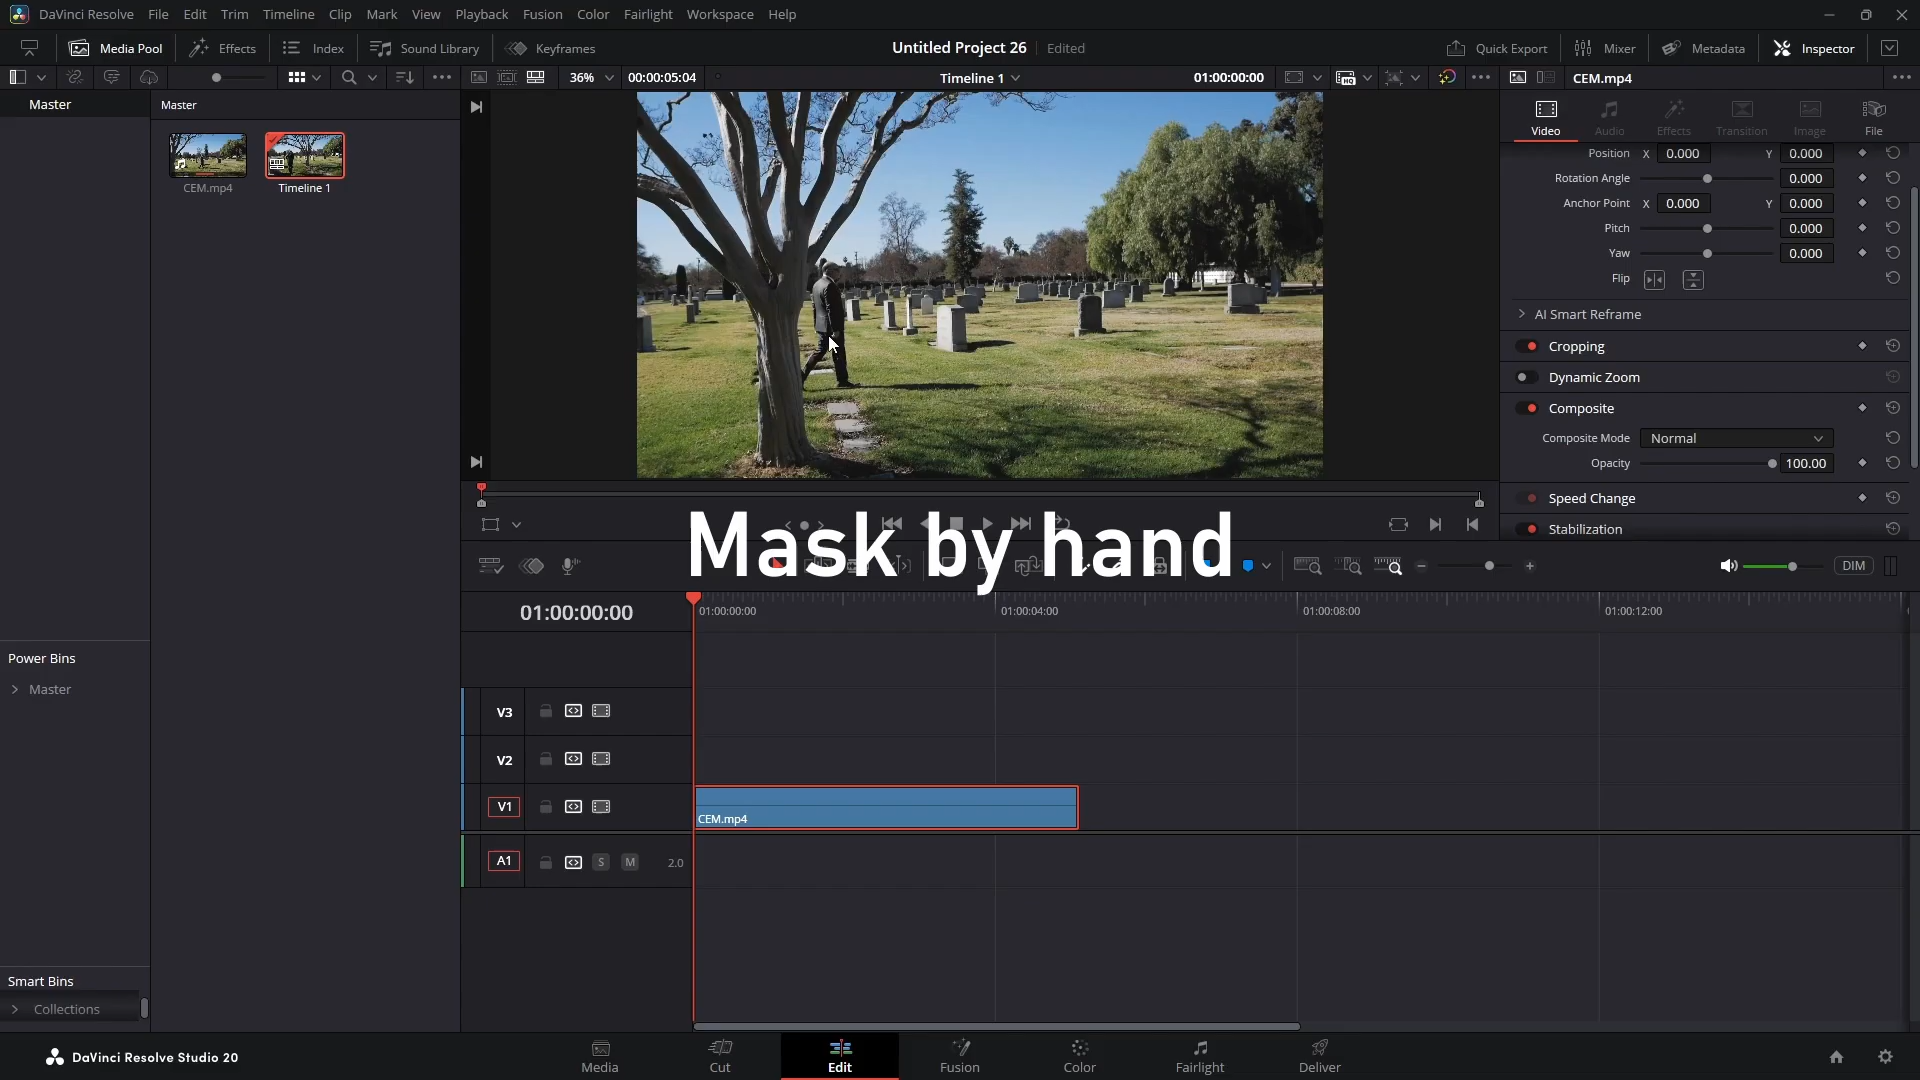 DaVinci Resolve File Edit Trim Timeline Clip Mark View Playback Fusion Color Fairlight Workspace Help
Media Pool Effects Index Sound Library Keyframes Untitled Project 26 Edited Quick Export Mixer Metadata Inspector
36% 00:00:05:04 Timeline 1 01:00:00:00 CEM.mp4
Master
Master
CEM.mp4
Timeline 1
Power Bins
Master
Smart Bins
Collections
Video Audio Effects Transition Image File
Position X 0.000 Y 0.000
Rotation Angle 0.000
Anchor Point X 0.000 Y 0.000
Pitch 0.000
Yaw 0.000
Flip
AI Smart Reframe
Cropping
Dynamic Zoom
Composite
Composite Mode Normal
Opacity 100.00
Speed Change
Stabilization
Mask by hand
DIM
01:00:00:00 01:00:00:00 01:00:04:00 01:00:08:00 01:00:12:00
V3
V2
V1
CEM.mp4
A1 S M 2.0
DaVinci Resolve Studio 20 Media Cut Edit Fusion Color Fairlight Deliver